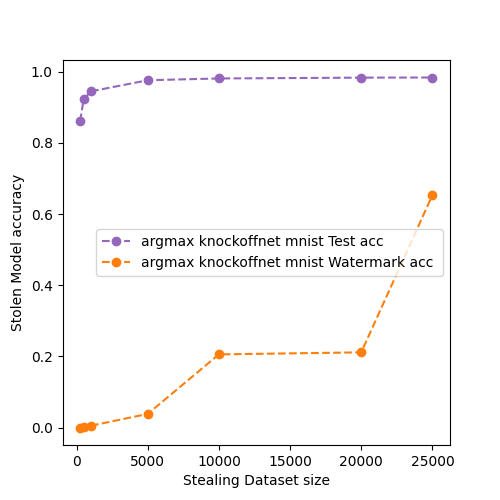 1.0
0.8
0.6
0.4
0.2
0.0
Stolen Model accuracy
argmax knockoffnet mnist Test acc
argmax knockoffnet mnist Watermark acc
0 5000 10000 15000 20000 25000
Stealing Dataset size